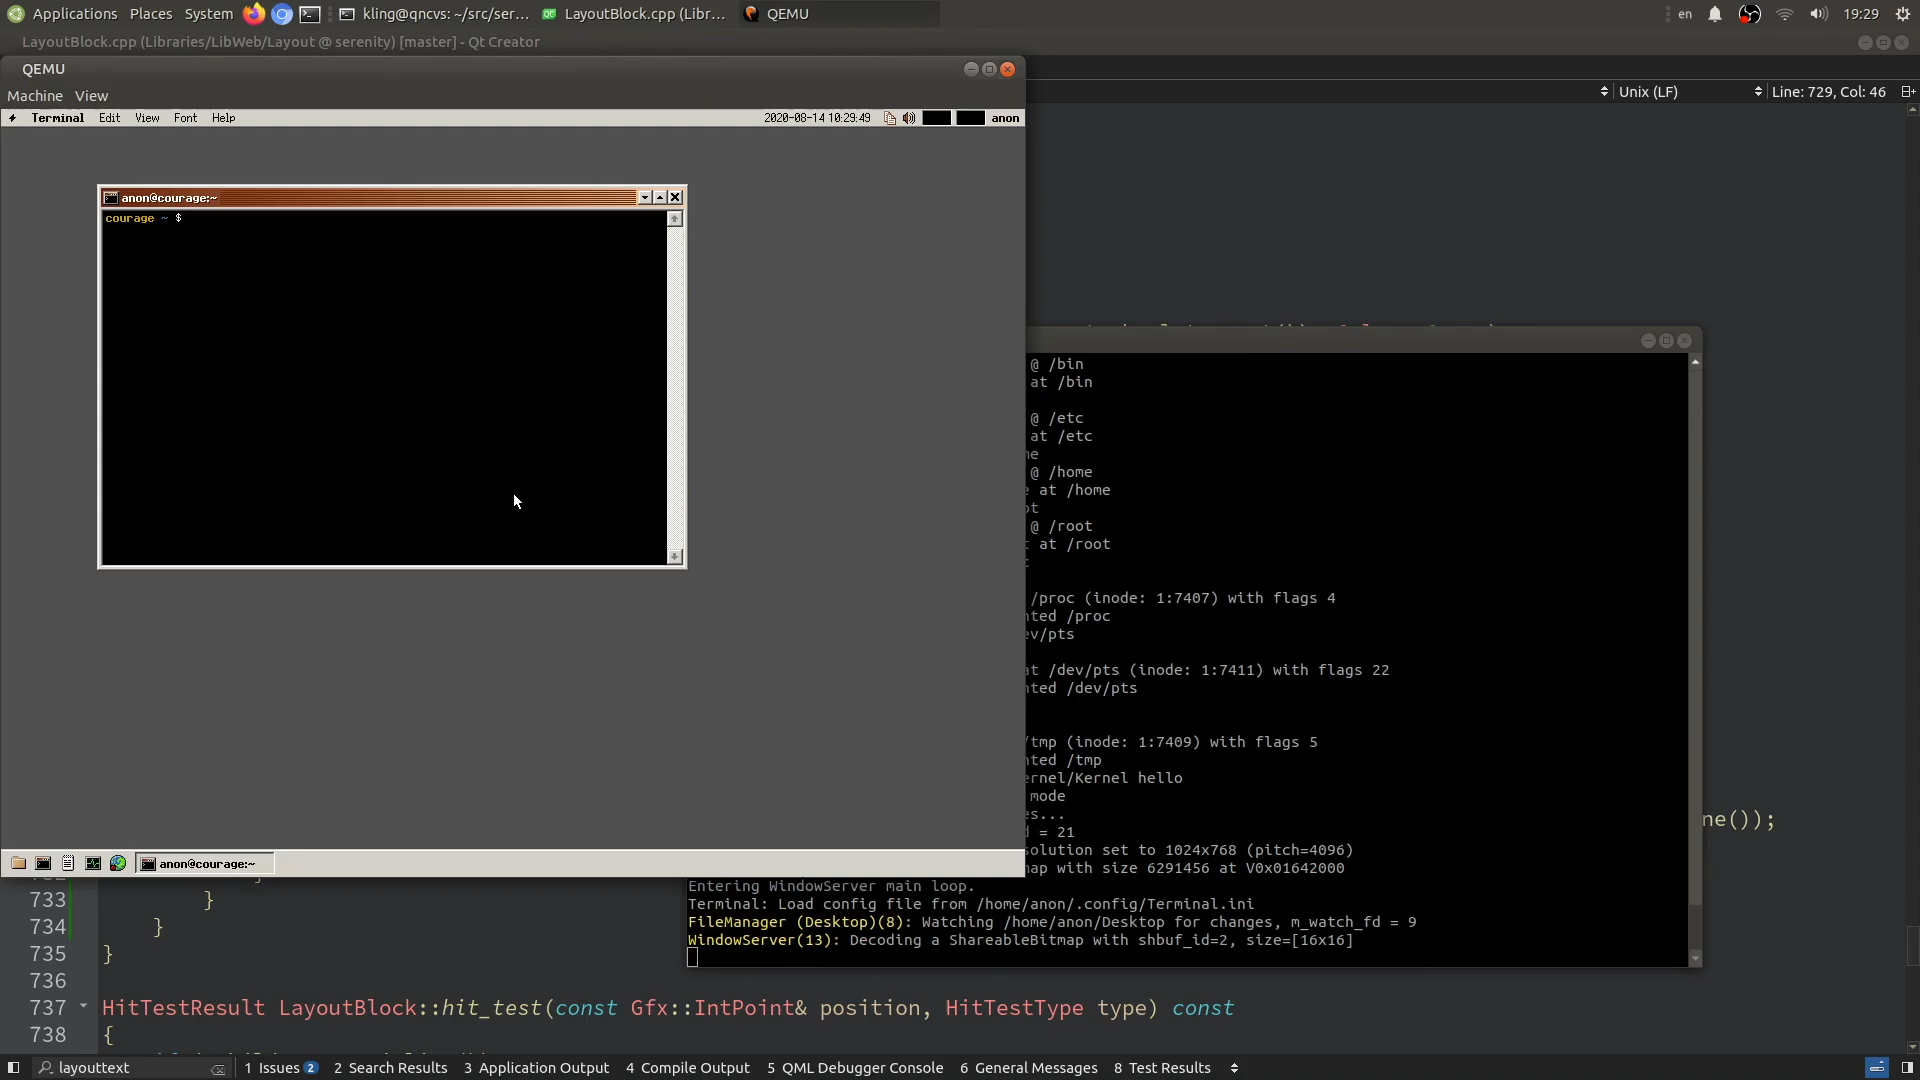 Applications Places System kling@qncvs: ~/src/ser... LayoutBlock.cpp (Libr... QEMU en 19:29
LayoutBlock.cpp (Libraries/LibWeb/Layout @ serenity) [master] - Qt Creator
QEMU
Machine View
Unix (LF) Line: 729, Col: 46
Terminal Edit View Font Help 2020-08-14 10:29:49 anon
anon@courage:~
courage ~ $
@ /bin
at /bin
@ /etc
at /etc
@ /home
at /home
@ /root
at /root
/proc (inode: 1:7407) with flags 4
/proc
at /dev/pts (inode: 1:7411) with flags 22
/dev/pts
/tmp (inode: 1:7409) with flags 5
/tmp
ernel/Kernel hello
mode
es...
= 21
solution set to 1024x768 (pitch=4096)
map with size 6291456 at V0x01642000
ne());
Entering WindowServer main loop.
Terminal: Load config file from /home/anon/.config/Terminal.ini
FileManager (Desktop)(8): Watching /home/anon/Desktop for changes, m_watch_fd = 9
WindowServer(13): Decoding a ShareableBitmap with shbuf_id=2, size=[16x16]
anon@courage:~
733 }
734 }
735 }
736
737 HitTestResult LayoutBlock::hit_test(const Gfx::IntPoint& position, HitTestType type) const
738 {
layouttext 1 Issues 2 2 Search Results 3 Application Output 4 Compile Output 5 QML Debugger Console 6 General Messages 8 Test Results